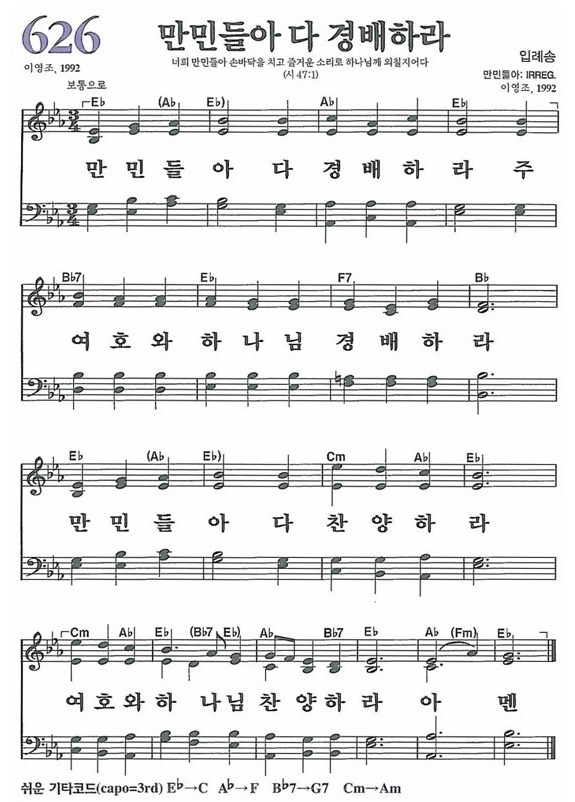 626
만민들아 다 경배하라
이영조, 1992
너희 만민들아 손바닥을 치고 즐거운 소리로 하나님께 외칠지어다
(시 47:1)
입례송
만민들아: IRREG.
이영조, 1992
보통으로
E♭ (A♭ E♭) E♭) A♭ E♭
만 민 들 아 다 경 배 하 라 주
B♭7 E♭ F7 B♭
여 호 와 하 나 님 경 배 하 라
E♭ (A♭ E♭) Cm A♭ E♭
만 민 들 아 다 찬 양 하 라
Cm A♭ E♭ (B♭7 E♭) A♭ B♭7 E♭ A♭ (Fm) E♭
여 호 와 하 나 님 찬 양 하 라 아 멘
쉬운 기타코드(capo=3rd) E♭→C A♭→F B♭7→G7 Cm→Am